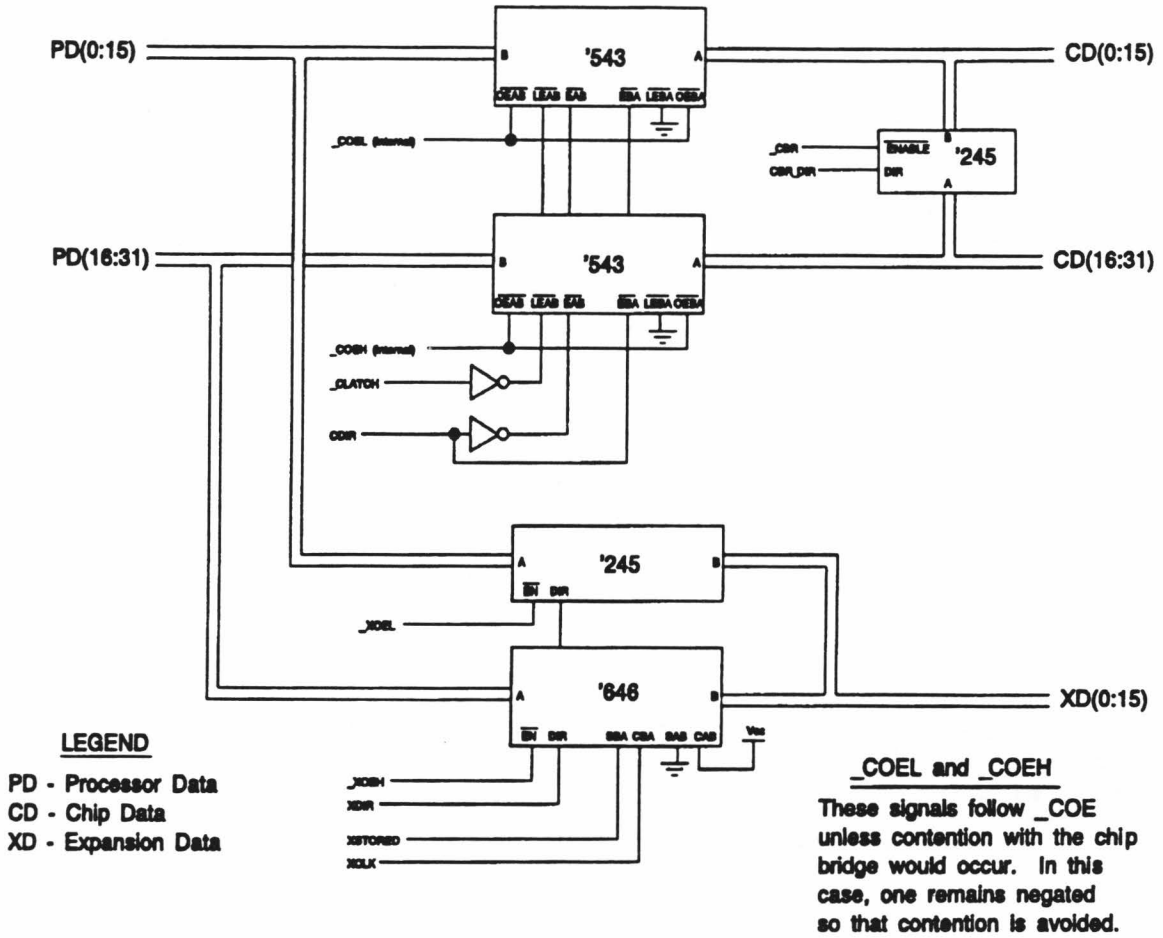 PD(0:15)
B
'543
A
CD(0:15)
OEAB LEAB EAB EBA LEBA OEBA
_COEL (internal)
_CBR
CBR_DIR
B
ENABLE
'245
DIR
A
PD(16:31)
B
'543
A
CD(16:31)
OEAB LEAB EAB EBA LEBA OEBA
_COEH (internal)
_CLATCH
CDIR
A
'245
B
EN DIR
_XOEL
A
'646
B
XD(0:15)
EN DIR SBA CBA SAB CAB
Vcc
_XOEH
XDIR
XSTORED
XCLK
LEGEND
PD - Processor Data
CD - Chip Data
XD - Expansion Data
_COEL and _COEH
These signals follow _COE
unless contention with the chip
bridge would occur. In this
case, one remains negated
so that contention is avoided.